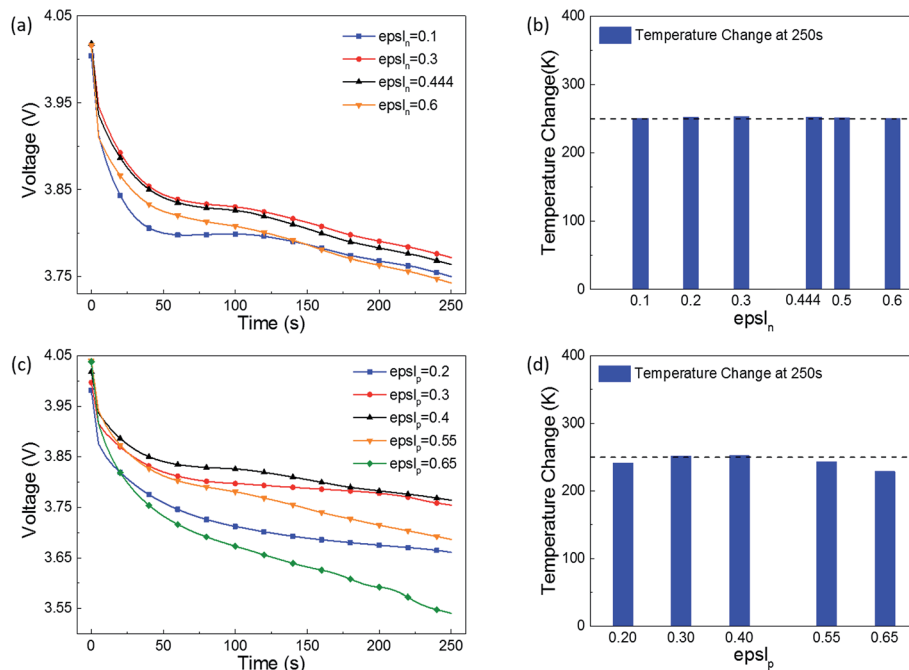 (a)
4.05
3.95
3.85
3.75
Voltage (V)
epsl_n=0.1
epsl_n=0.3
epsl_n=0.444
epsl_n=0.6
0 50 100 150 200 250
Time (s)
(b)
400
300
200
100
0
Temperature Change(K)
Temperature Change at 250s
0.1 0.2 0.3 0.444 0.5 0.6
epsl_n
(c)
4.05
3.95
3.85
3.75
3.65
3.55
Voltage (V)
epsl_p=0.2
epsl_p=0.3
epsl_p=0.4
epsl_p=0.55
epsl_p=0.65
0 50 100 150 200 250
Time (s)
(d)
400
300
200
100
0
Temperature Change (K)
Temperature Change at 250s
0.20 0.30 0.40 0.55 0.65
epsl_p